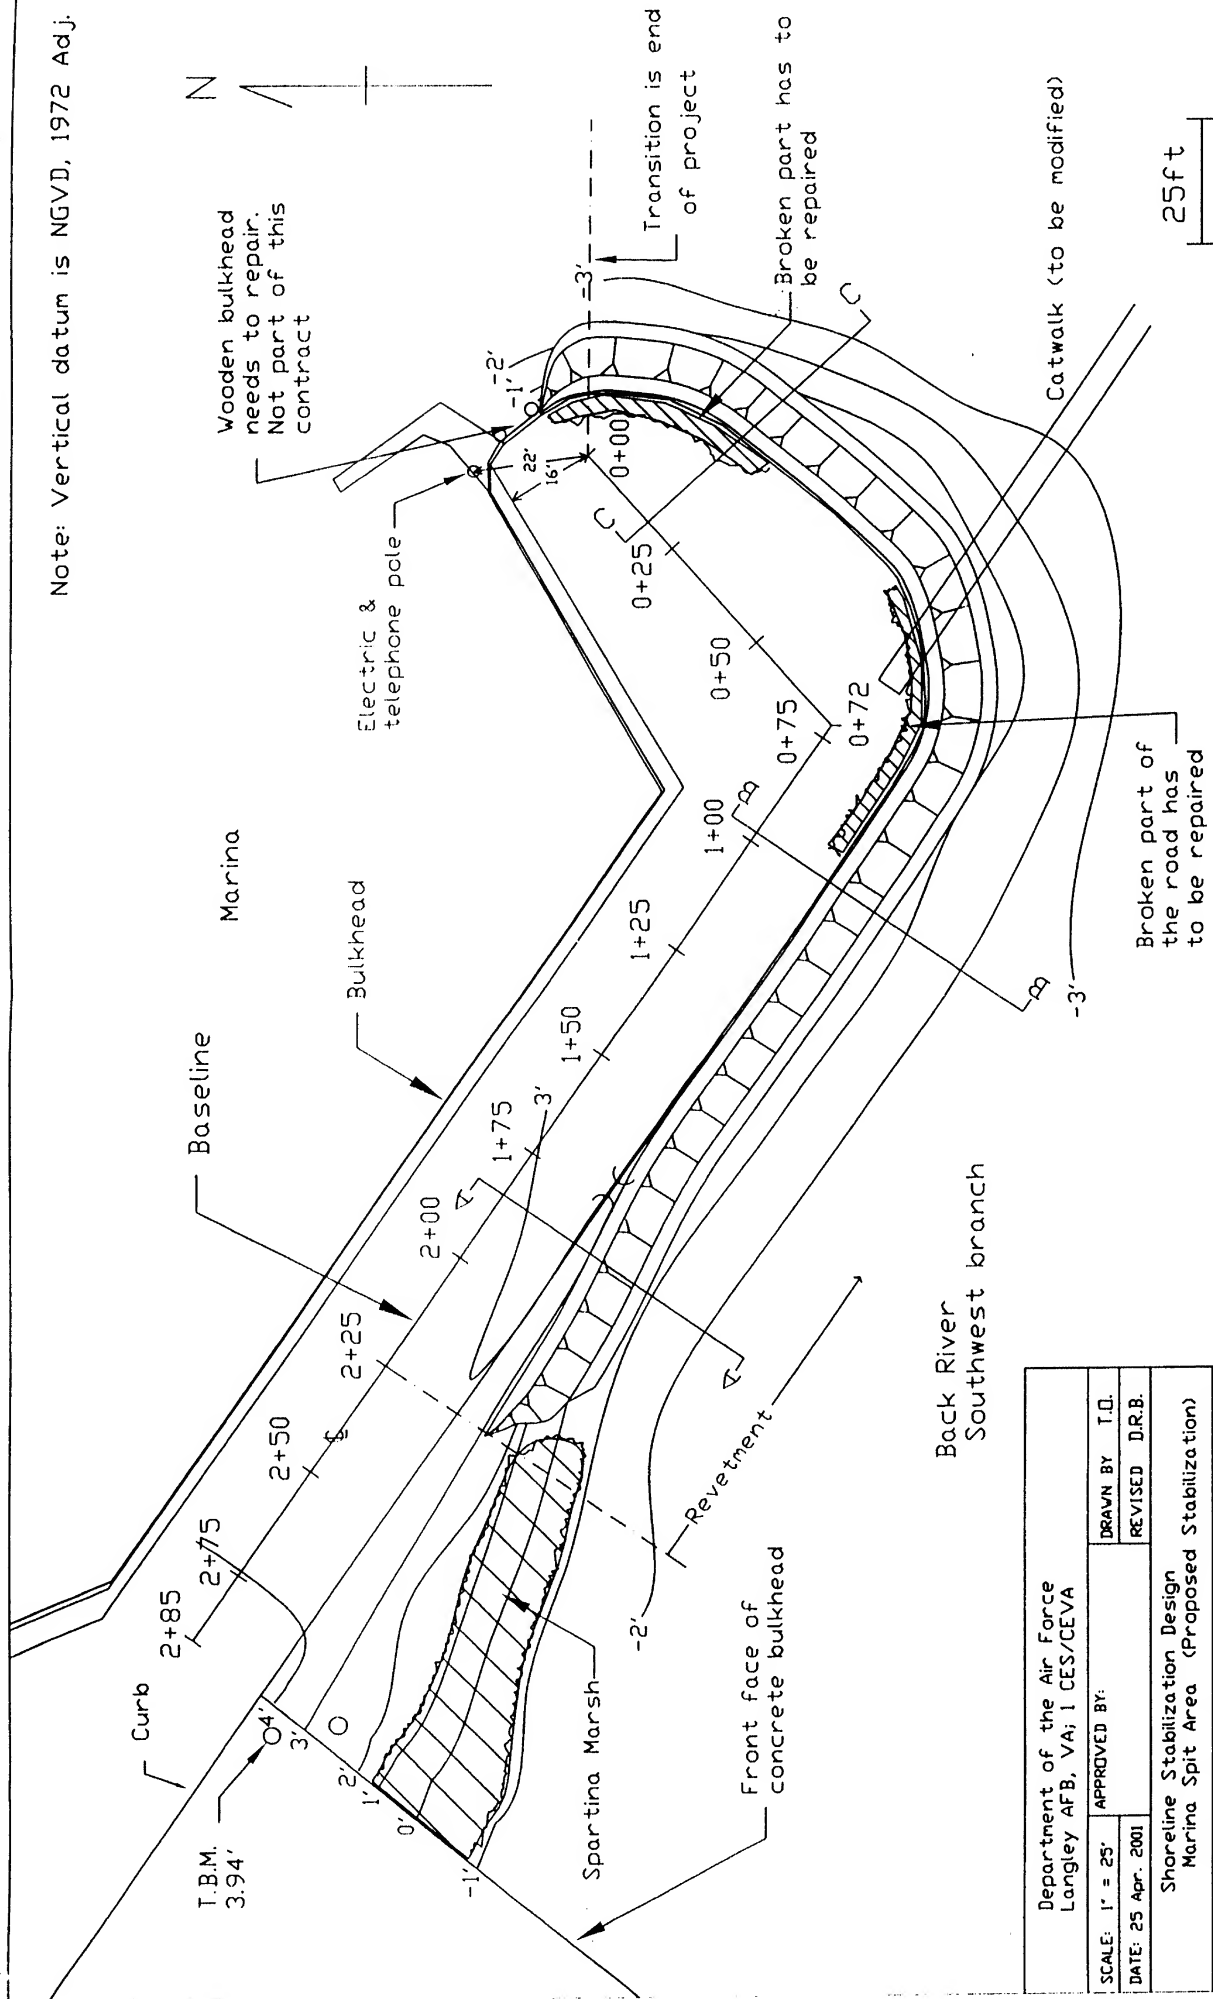 Note: Vertical datum is NGVD, 1972 Adj.
N
Wooden bulkhead
needs to repair.
Not part of this
contract
Transition is end
of project
Broken part has to
be repaired
Electric &
telephone pole
-1'
-2'
-3'
22'
16'
0+00
C
C
0+25
0+50
0+75
0+72
Catwalk (to be modified)
25ft
Marina
Bulkhead
Baseline
1+00
B
B
1+25
1+50
1+75
3'
2+00
A
A
2+25
2+50
2+75
2+85
-3'
Broken part of
the road has
to be repaired
Back River
Southwest branch
Revetment
-2'
Curb
T.B.M.
3.94'
4'
3'
2'
1'
0'
-1'
Spartina Marsh
Front face of
concrete bulkhead
Department of the Air Force
Langley AFB, VA; 1 CES/CEVA
SCALE: 1" = 25'
APPROVED BY:
DRAWN BY T.O.
DATE: 25 Apr. 2001
REVISED D.R.B.
Shoreline Stabilization Design
Marina Spit Area (Proposed Stabilization)